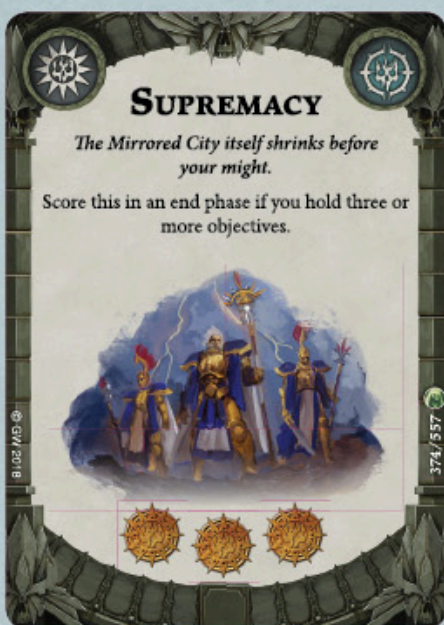 SUPREMACY
The Mirrored City itself shrinks before
your might.
Score this in an end phase if you hold three or
more objectives.
© GW 2018
374/557